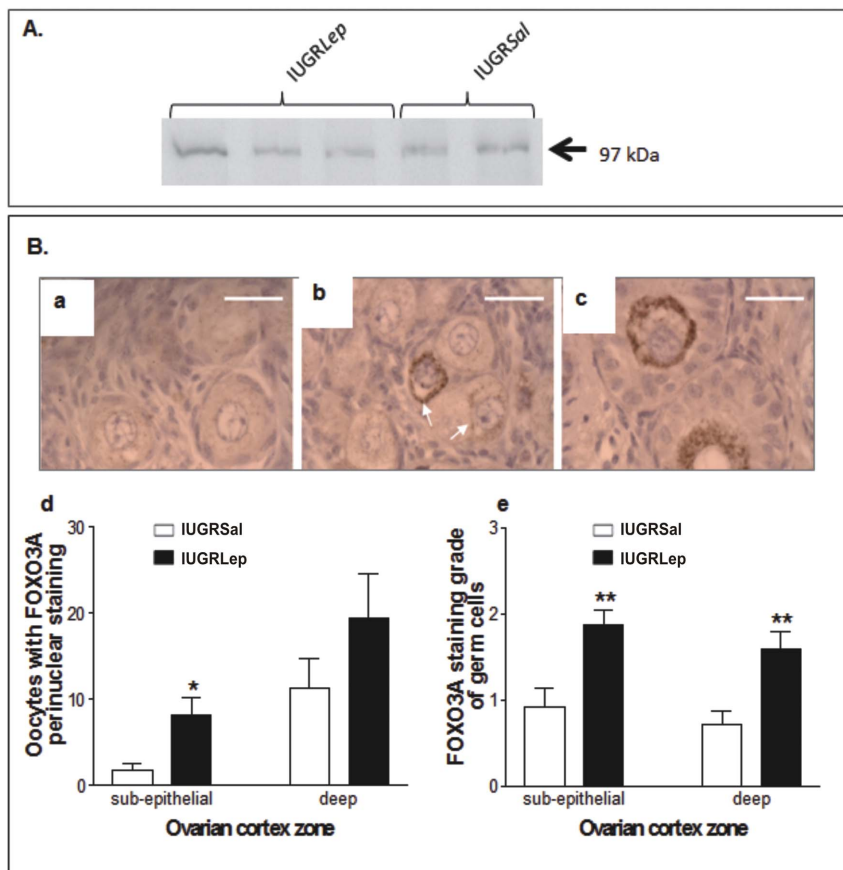 A.
IUGRLep
IUGRSal
97 kDa
B.
a
b
c
d
Oocytes with FOXO3A
perinuclear staining
30
20
10
0
IUGRSal
IUGRLep
*
sub-epithelial
deep
Ovarian cortex zone
e
FOXO3A staining grade
of germ cells
3
2
1
0
IUGRSal
IUGRLep
**
**
sub-epithelial
deep
Ovarian cortex zone